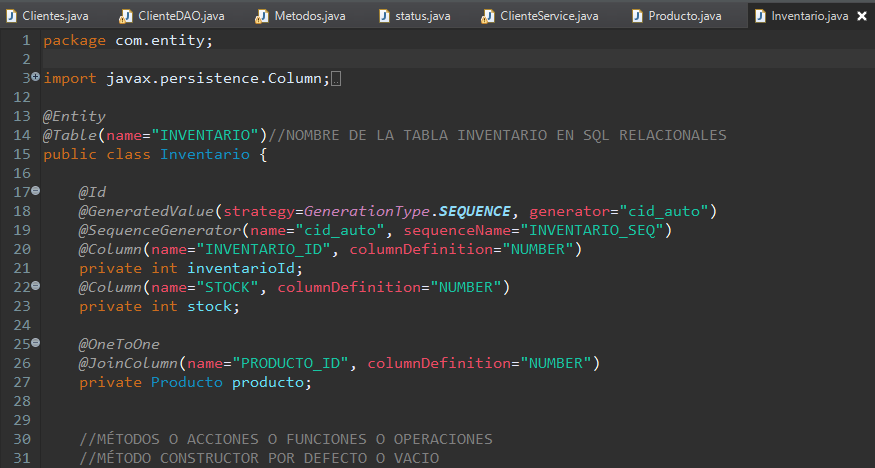 Clientes.java ClienteDAO.java Metodos.java status.java ClienteService.java Producto.java Inventario.java
1 package com.entity;
2
3 import javax.persistence.Column;
12
13 @Entity
14 @Table(name="INVENTARIO")//NOMBRE DE LA TABLA INVENTARIO EN SQL RELACIONALES
15 public class Inventario {
16
17 @Id
18 @GeneratedValue(strategy=GenerationType.SEQUENCE, generator="cid_auto")
19 @SequenceGenerator(name="cid_auto", sequenceName="INVENTARIO_SEQ")
20 @Column(name="INVENTARIO_ID", columnDefinition="NUMBER")
21 private int inventarioId;
22 @Column(name="STOCK", columnDefinition="NUMBER")
23 private int stock;
24
25 @OneToOne
26 @JoinColumn(name="PRODUCTO_ID", columnDefinition="NUMBER")
27 private Producto producto;
28
29
30 //MÉTODOS O ACCIONES O FUNCIONES O OPERACIONES
31 //MÉTODO CONSTRUCTOR POR DEFECTO O VACIO